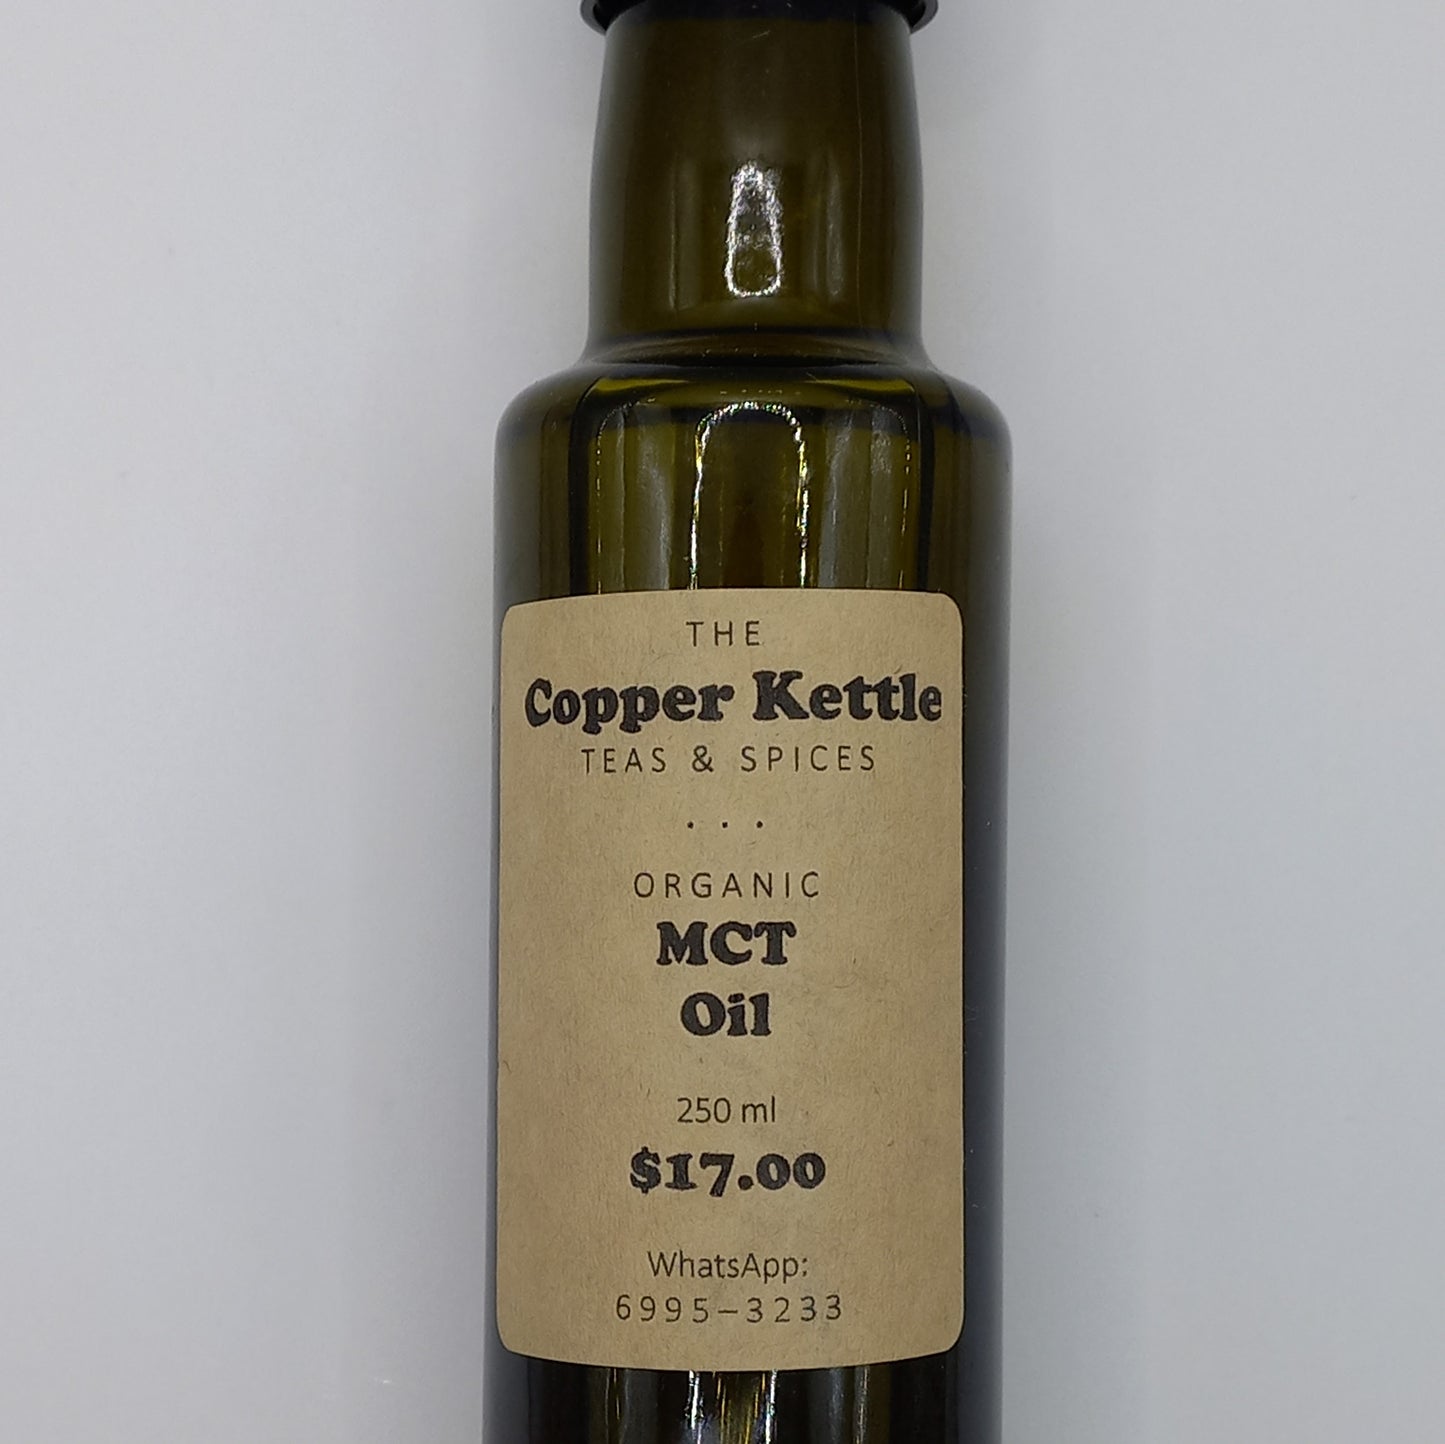 THE
Copper Kettle
TEAS & SPICES
. . .
ORGANIC
MCT
Oil
250 ml
$17.00
WhatsApp:
6995–3233